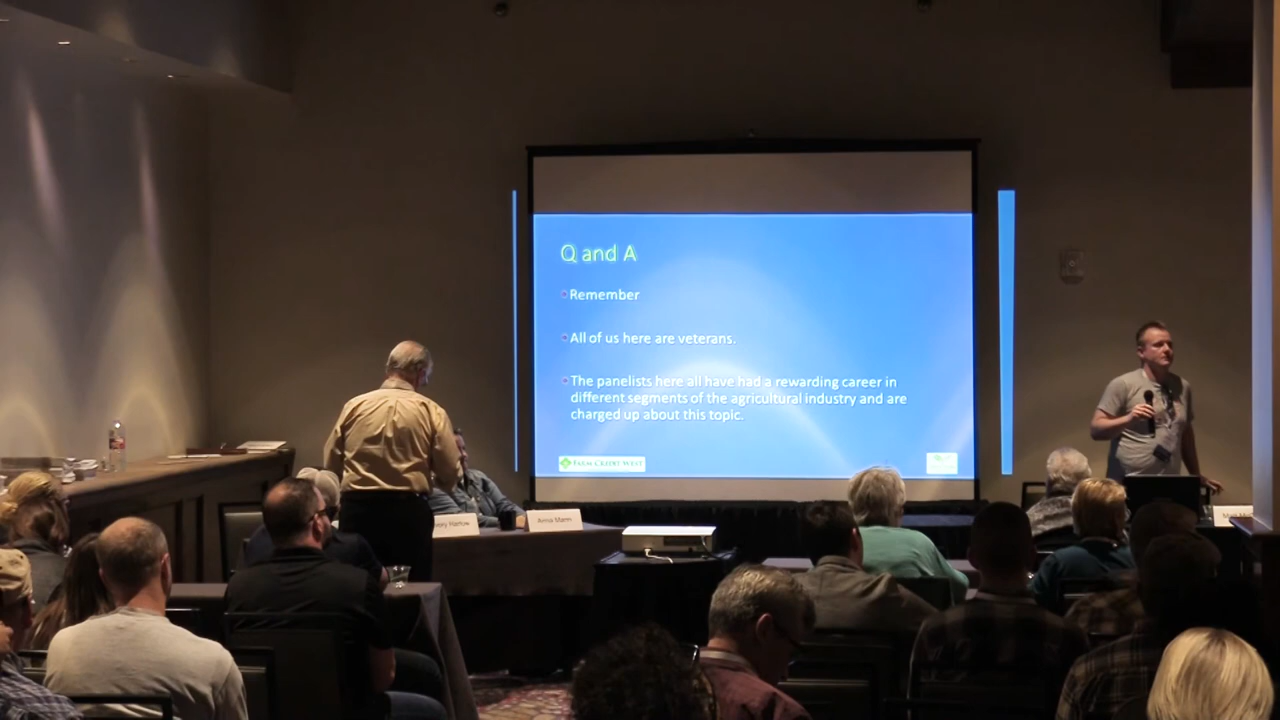 Q and A
Remember
All of us here are veterans.
The panelists here all have had a rewarding career in
different segments of the agricultural industry and are
charged up about this topic.
FARM CREDIT WEST
Harlow
Anna Mann